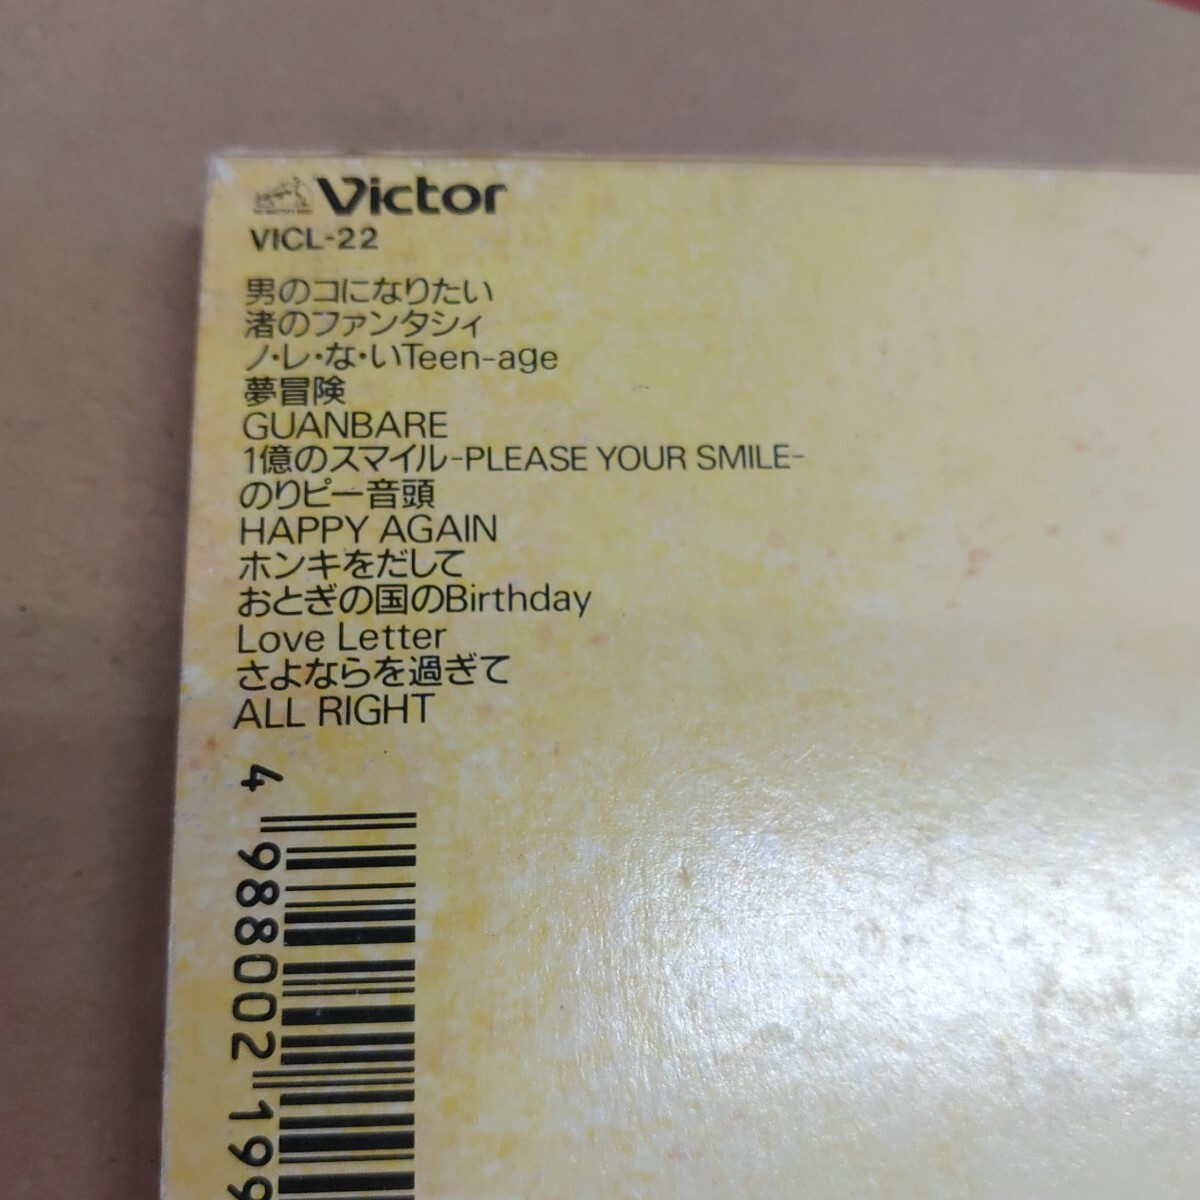 Victor
VICL-22
男のコになりたい
渚のファンタシィ
ノ・レ・な・いTeen-age
夢冒険
GUANBARE
1億のスマイル-PLEASE YOUR SMILE-
のりピー音頭
HAPPY AGAIN
ホンキをだして
おとぎの国のBirthday
Love Letter
さよならを過ぎて
ALL RIGHT
4 988002 199